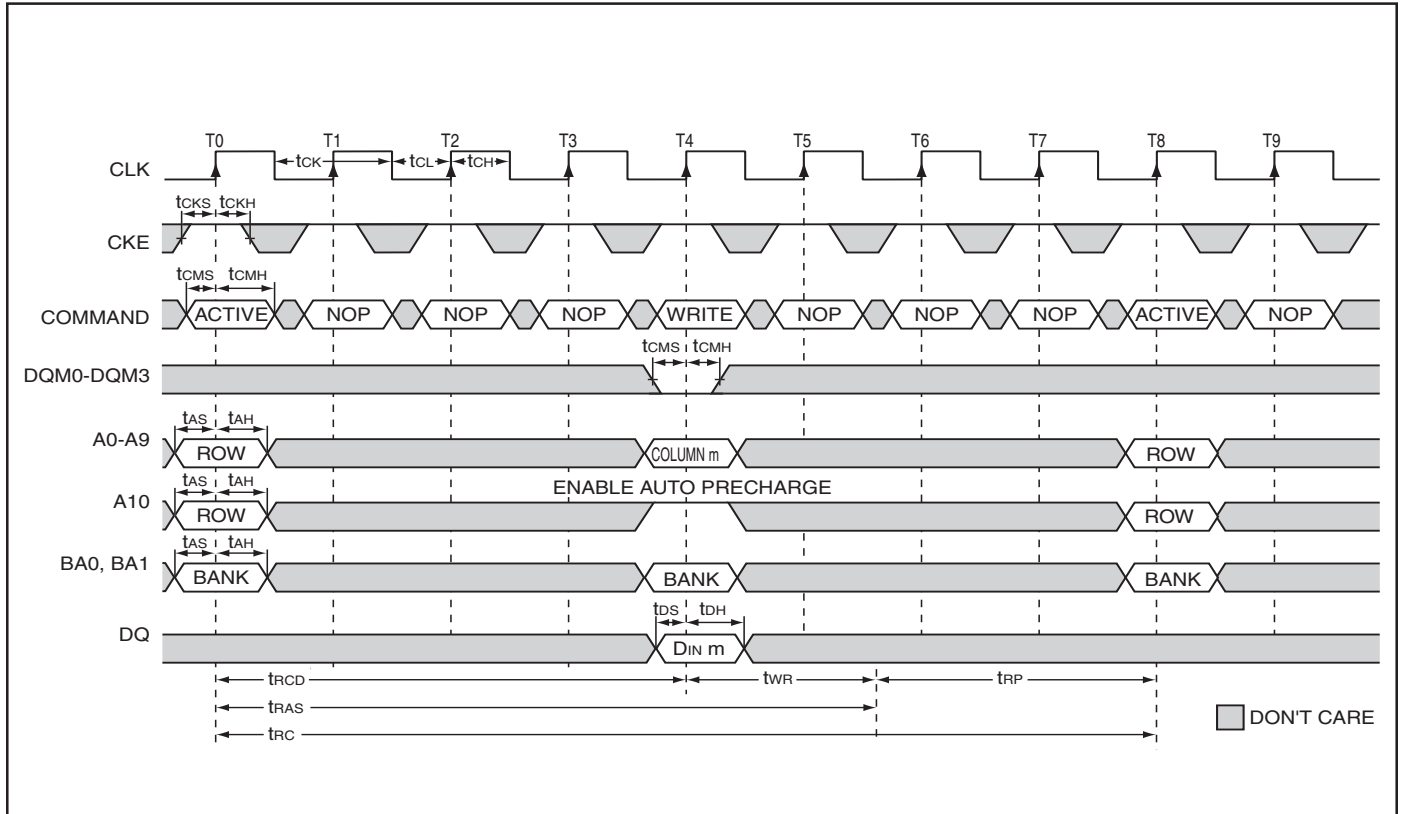 T0 T1 T2 T3 T4 T5 T6 T7 T8 T9
CLK tCK tCL tCH
tCKS tCKH
CKE
tCMS tCMH
COMMAND ACTIVE NOP NOP NOP WRITE NOP NOP NOP ACTIVE NOP
tCMS tCMH
DQM0-DQM3
tAS tAH
A0-A9 ROW COLUMN m ROW
tAS tAH ENABLE AUTO PRECHARGE
A10 ROW ROW
tAS tAH
BA0, BA1 BANK BANK BANK
tDS tDH
DQ DIN m
tRCD tWR tRP
tRAS
DON'T CARE
tRC